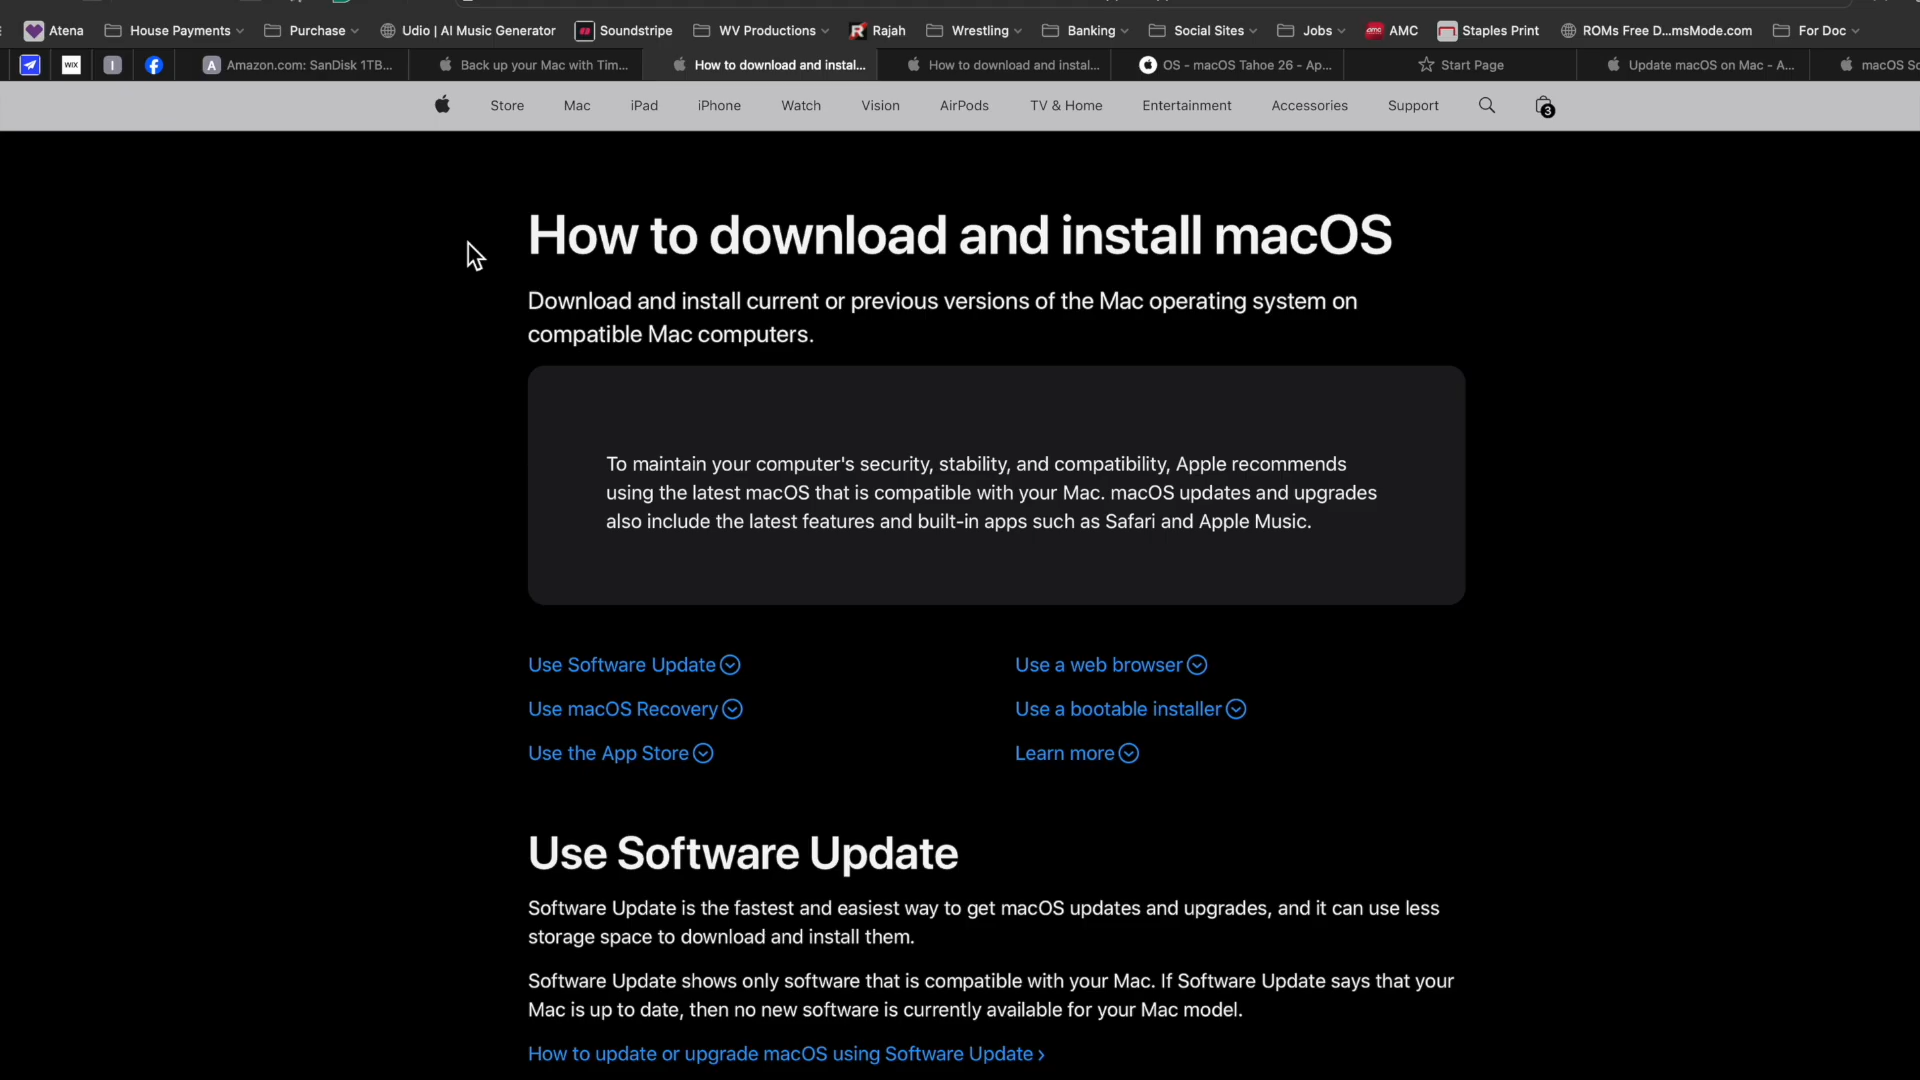 Atena House Payments Purchase Udio | AI Music Generator Soundstripe WV Productions Rajah Wrestling Banking Social Sites Jobs AMC Staples Print ROMs Free D...msMode.com For Doc
WIX I A Amazon.com: SanDisk 1TB... Back up your Mac with Tim... How to download and instal... How to download and instal... OS - macOS Tahoe 26 - Ap... Start Page Update macOS on Mac - A... macOS Sc
Store Mac iPad iPhone Watch Vision AirPods TV & Home Entertainment Accessories Support 3
How to download and install macOS
Download and install current or previous versions of the Mac operating system on
compatible Mac computers.
To maintain your computer's security, stability, and compatibility, Apple recommends
using the latest macOS that is compatible with your Mac. macOS updates and upgrades
also include the latest features and built-in apps such as Safari and Apple Music.
Use Software Update Use a web browser
Use macOS Recovery Use a bootable installer
Use the App Store Learn more
Use Software Update
Software Update is the fastest and easiest way to get macOS updates and upgrades, and it can use less
storage space to download and install them.
Software Update shows only software that is compatible with your Mac. If Software Update says that your
Mac is up to date, then no new software is currently available for your Mac model.
How to update or upgrade macOS using Software Update >